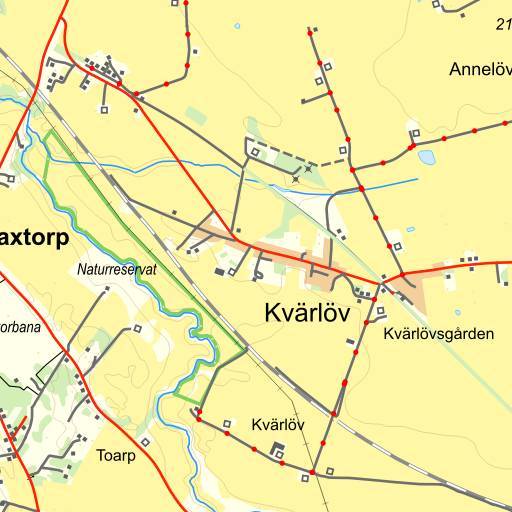 21
Annelöv
axtorp
Naturreservat
Kvärlöv
orbana
Kvärlövsgården
Kvärlöv
Toarp